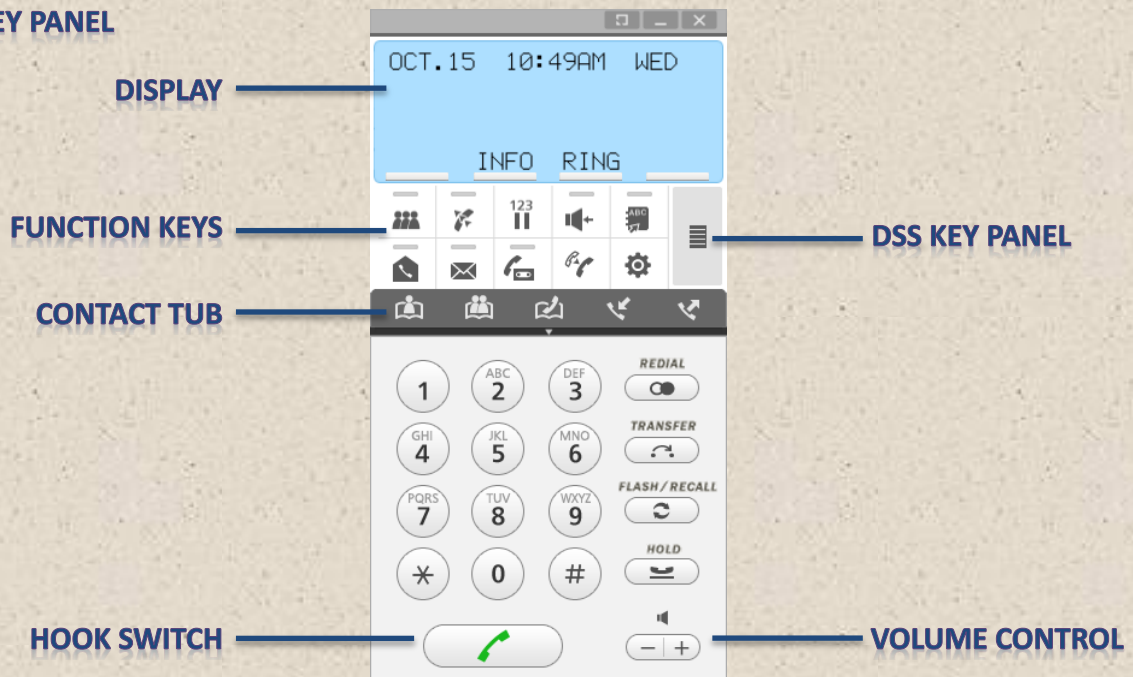 EY PANEL
DISPLAY
OCT.15 10:49AM WED
INFO RING
FUNCTION KEYS
123
ABC
DSS KEY PANEL
CONTACT TUB
1
ABC
2
DEF
3
REDIAL
GHI
4
JKL
5
MNO
6
TRANSFER
PQRS
7
TUV
8
WXYZ
9
FLASH/RECALL
*
0
#
HOLD
HOOK SWITCH
- +
VOLUME CONTROL